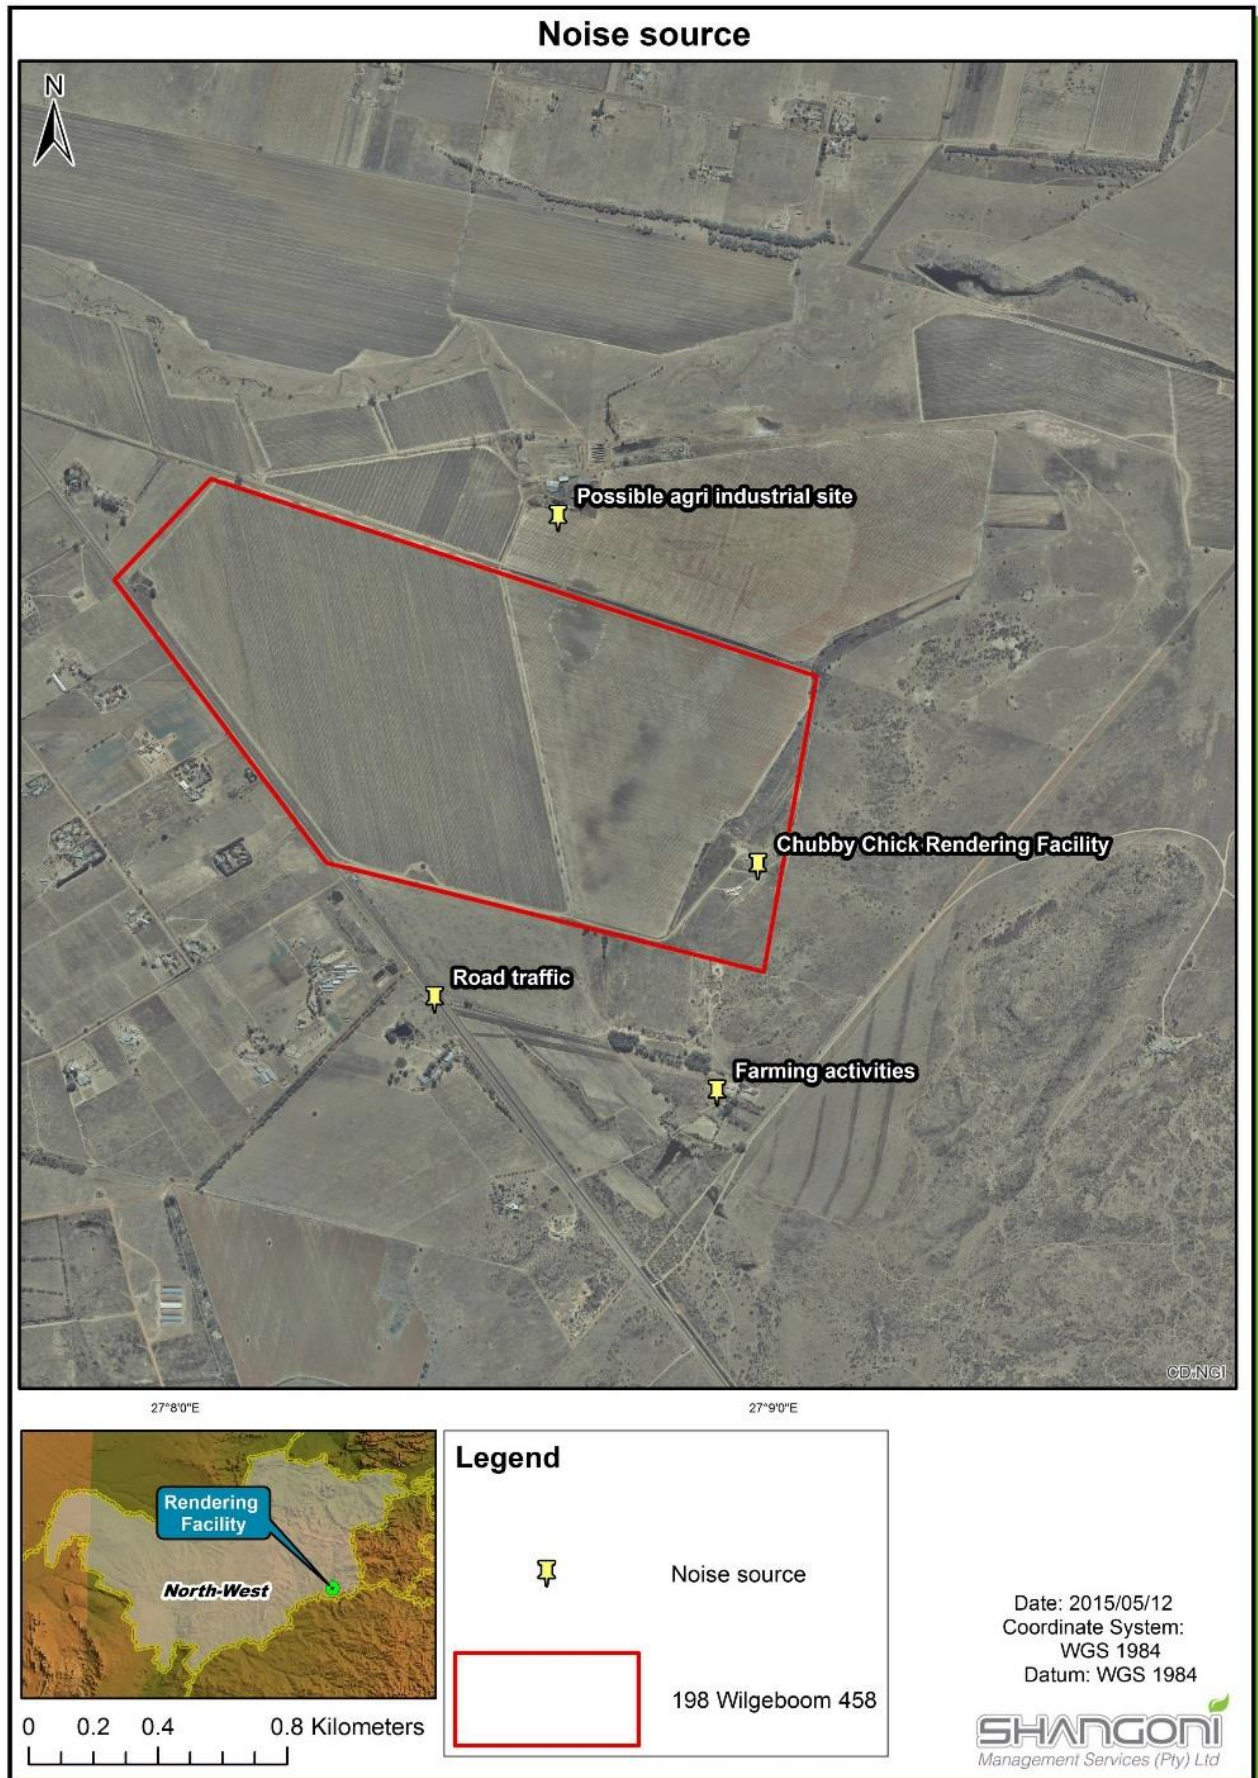 Noise source
N
Possible agri industrial site
Chubby Chick Rendering Facility
Road traffic
Farming activities
CD:NGI
27°8'0"E
27°9'0"E
Rendering
Facility
North-West
0 0.2 0.4 0.8 Kilometers
Legend
Noise source
198 Wilgeboom 458
Date: 2015/05/12
Coordinate System:
WGS 1984
Datum: WGS 1984
SHANGONI
Management Services (Pty) Ltd